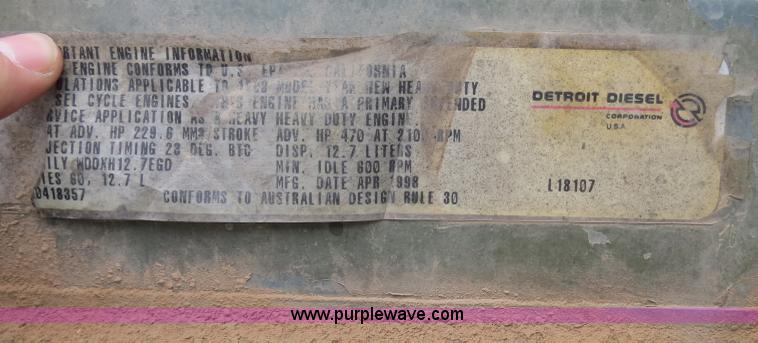 RTANT ENGINE INFORMATION
ENGINE CONFORMS TO U.S. EPA CALIFORNIA
ULATIONS APPLICABLE TO MODEL YEAR NEW HEAVY DUTY
SEL CYCLE ENGINES THIS ENGINE HAS A PRIMARY INTENDED
RVICE APPLICATION AS A HEAVY HEAVY DUTY ENGINE
AT ADV. HP 229.6 MM3 STROKE ADV. HP 470 AT 2100 RPM
JECTION TIMING 23 DEG. BTC DISP. 12.7 LITERS
ILY WDDXH12.7EGD MIN. IDLE 600 RPM
IES 60, 12.7 L MFG. DATE APR 1998
0418357 CONFORMS TO AUSTRALIAN DESIGN RULE 30
DETROIT DIESEL
CORPORATION
U.S.A.
L18107
www.purplewave.com